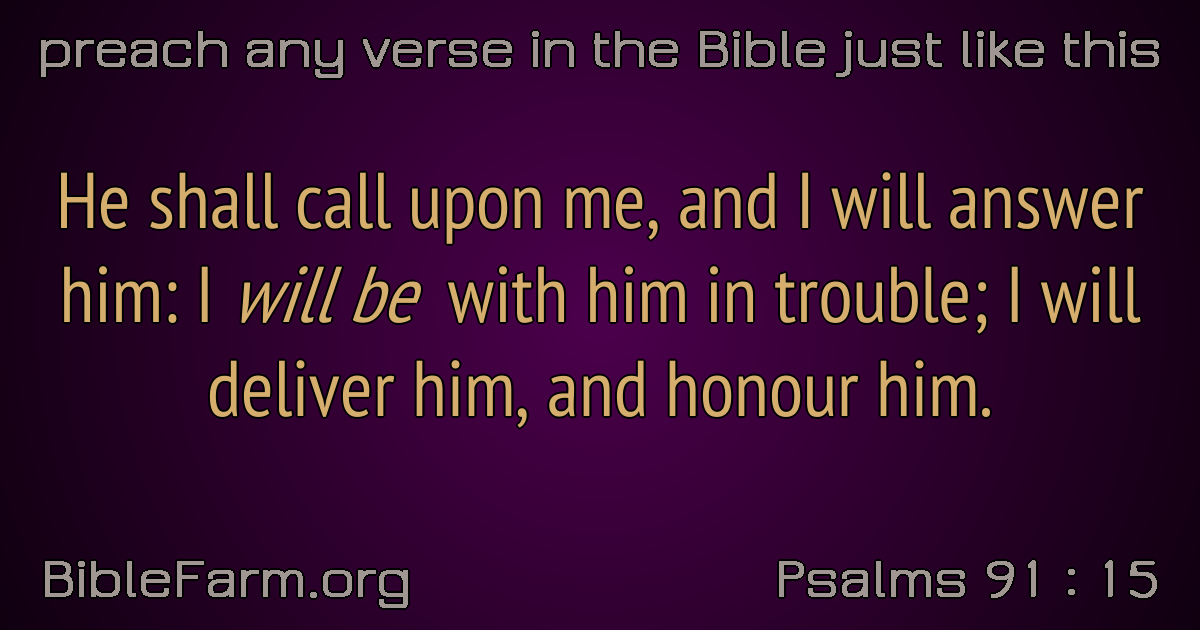 preach any verse in the Bible just like this
He shall call upon me, and I will answer
him: I will be with him in trouble; I will
deliver him, and honour him.
BibleFarm.org
Psalms 91 : 15